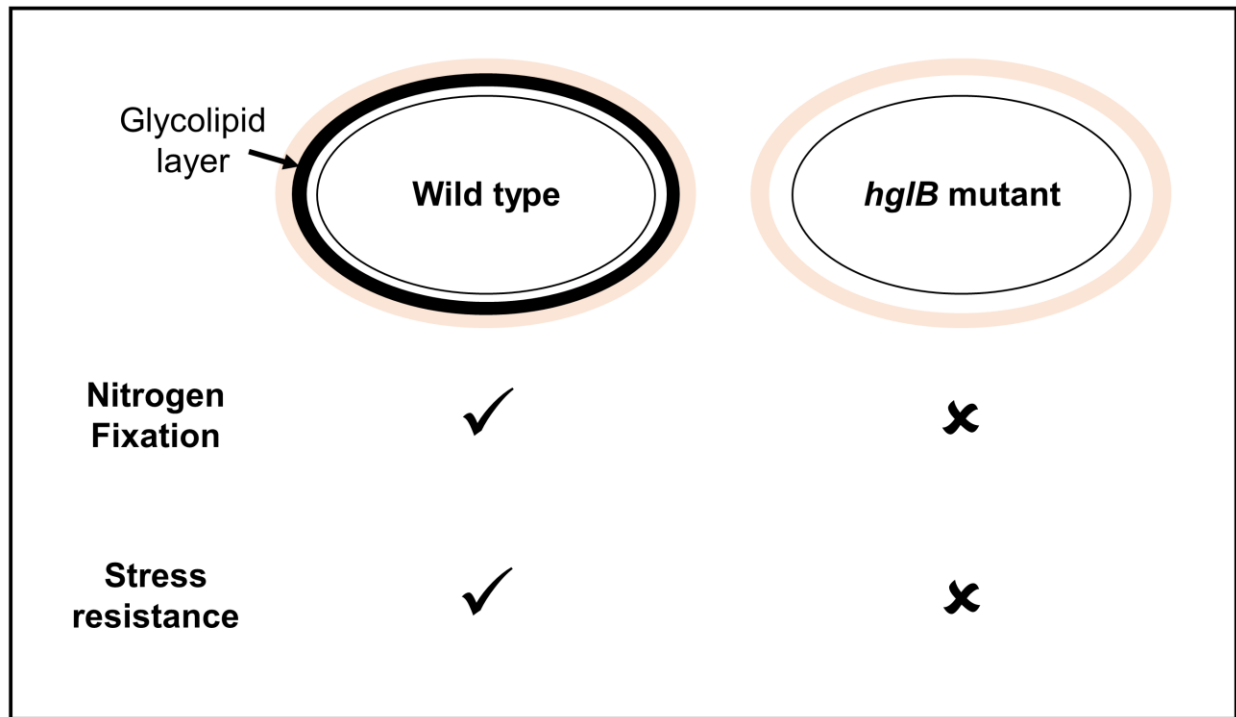 Glycolipid
layer
Wild type
hglB mutant
Nitrogen
Fixation
Stress
resistance